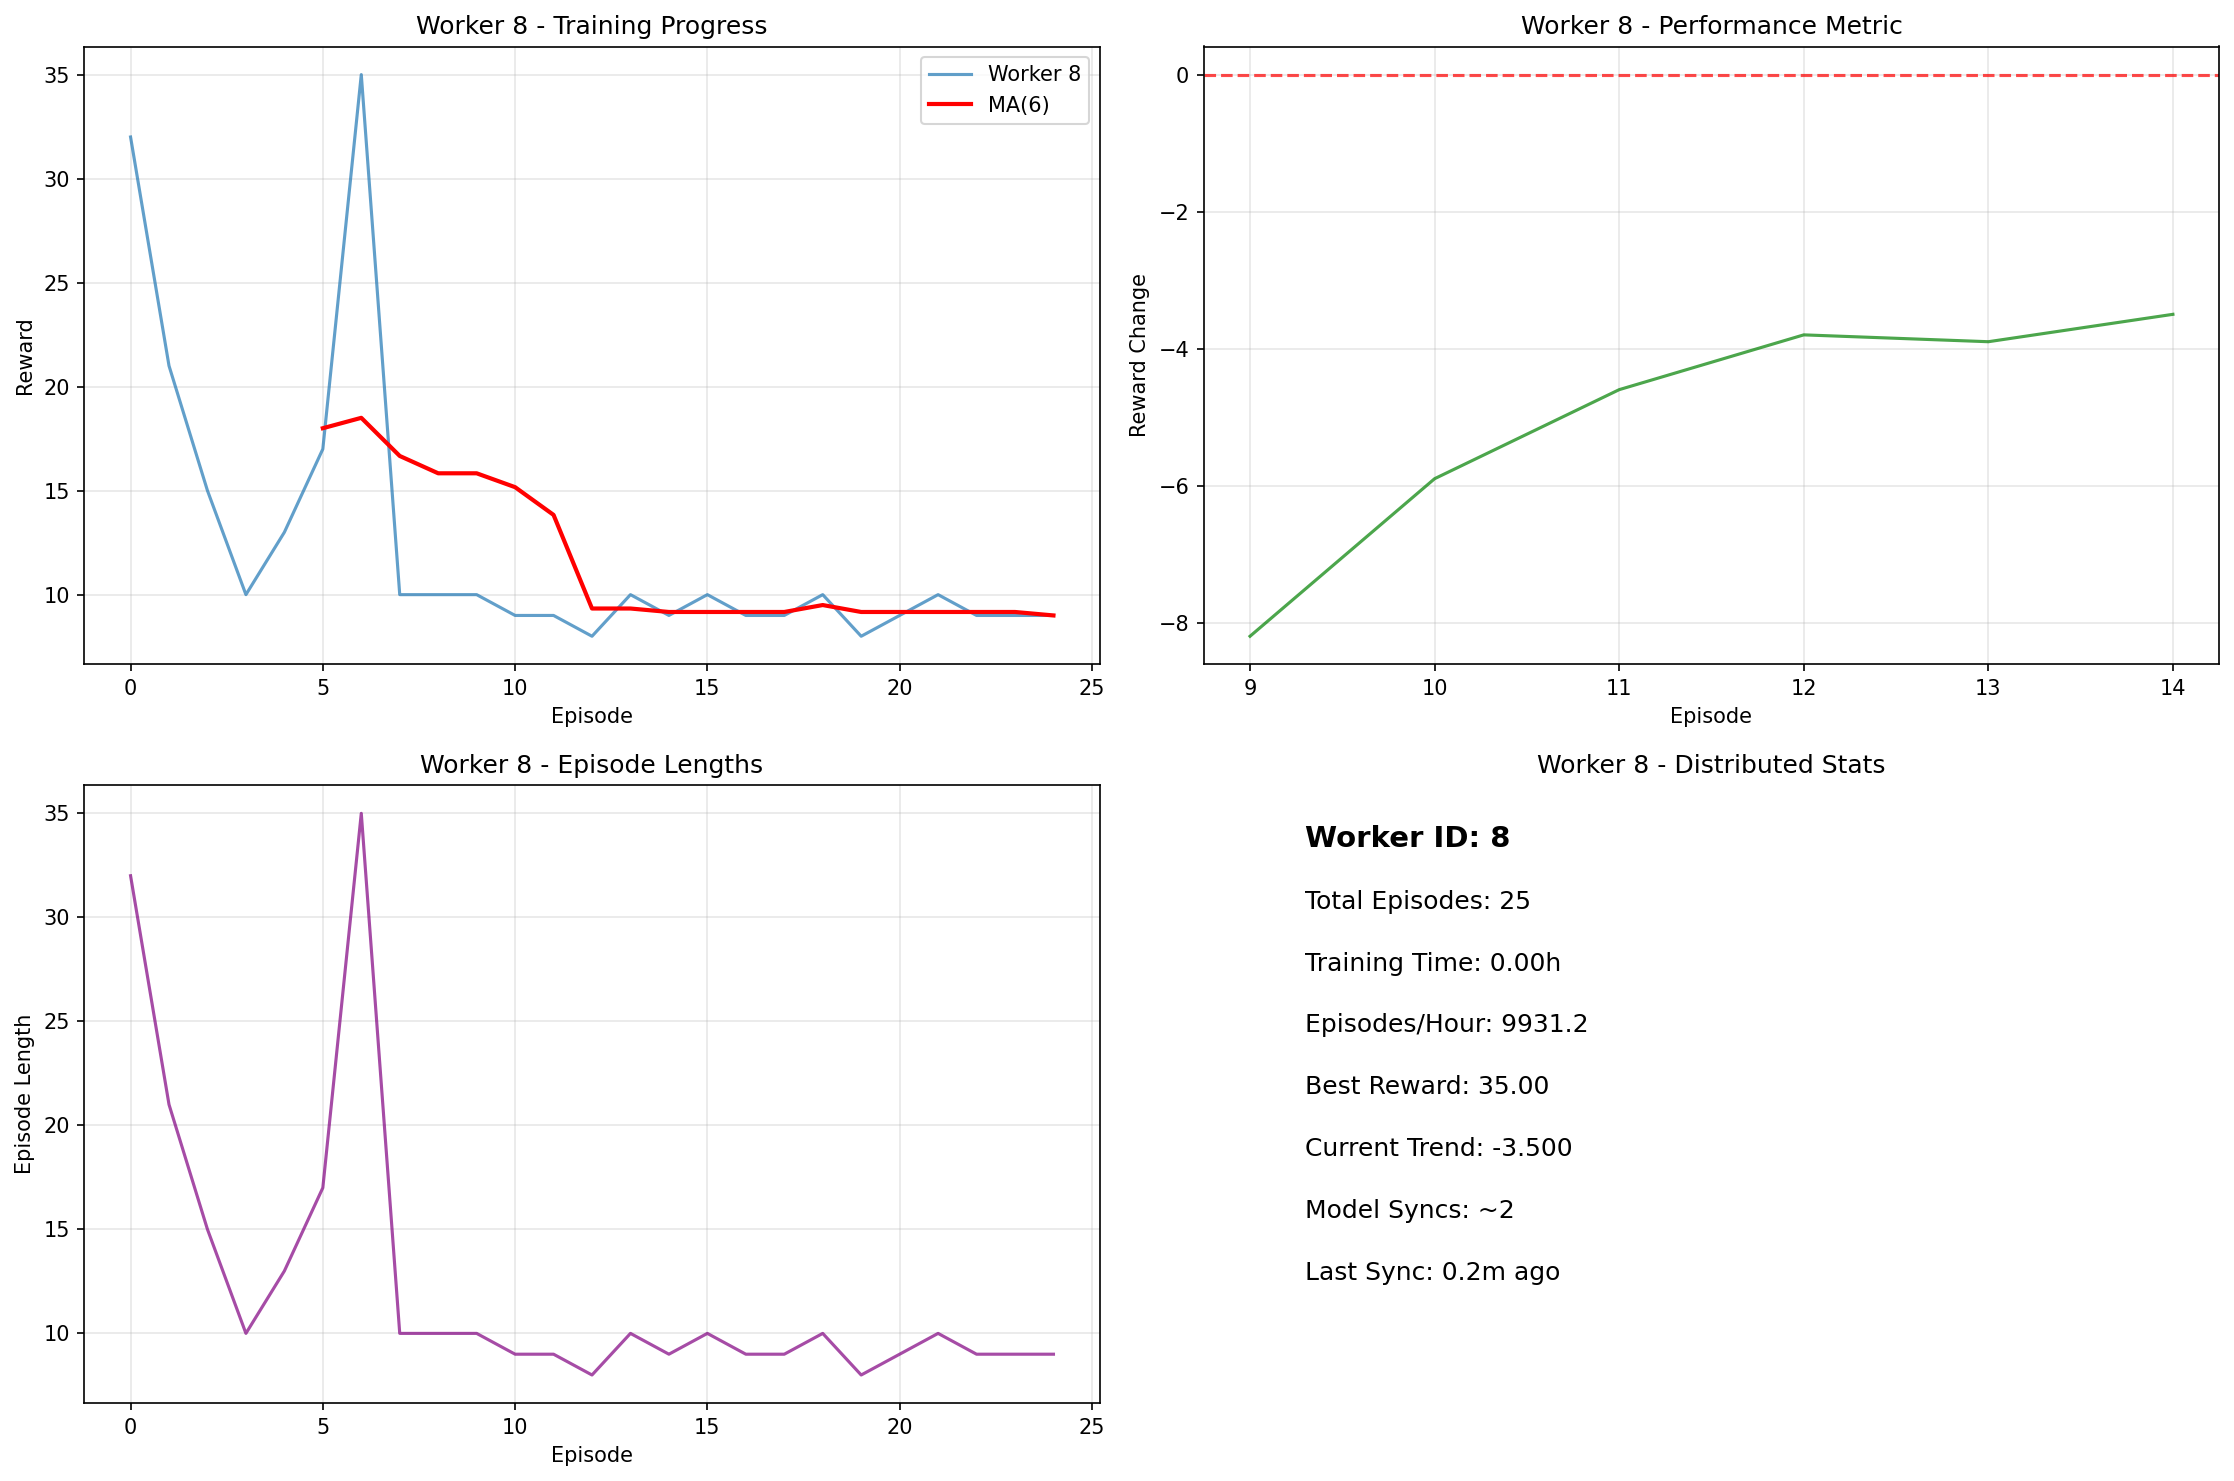 Worker 8 - Training Progress
35
30
25
20
15
10
Reward
Worker 8
MA(6)
0 5 10 15 20 25
Episode
Worker 8 - Performance Metric
0
−2
−4
−6
−8
Reward Change
9 10 11 12 13 14
Episode
Worker 8 - Episode Lengths
35
30
25
20
15
10
Episode Length
0 5 10 15 20 25
Episode
Worker 8 - Distributed Stats
Worker ID: 8
Total Episodes: 25
Training Time: 0.00h
Episodes/Hour: 9931.2
Best Reward: 35.00
Current Trend: -3.500
Model Syncs: ~2
Last Sync: 0.2m ago